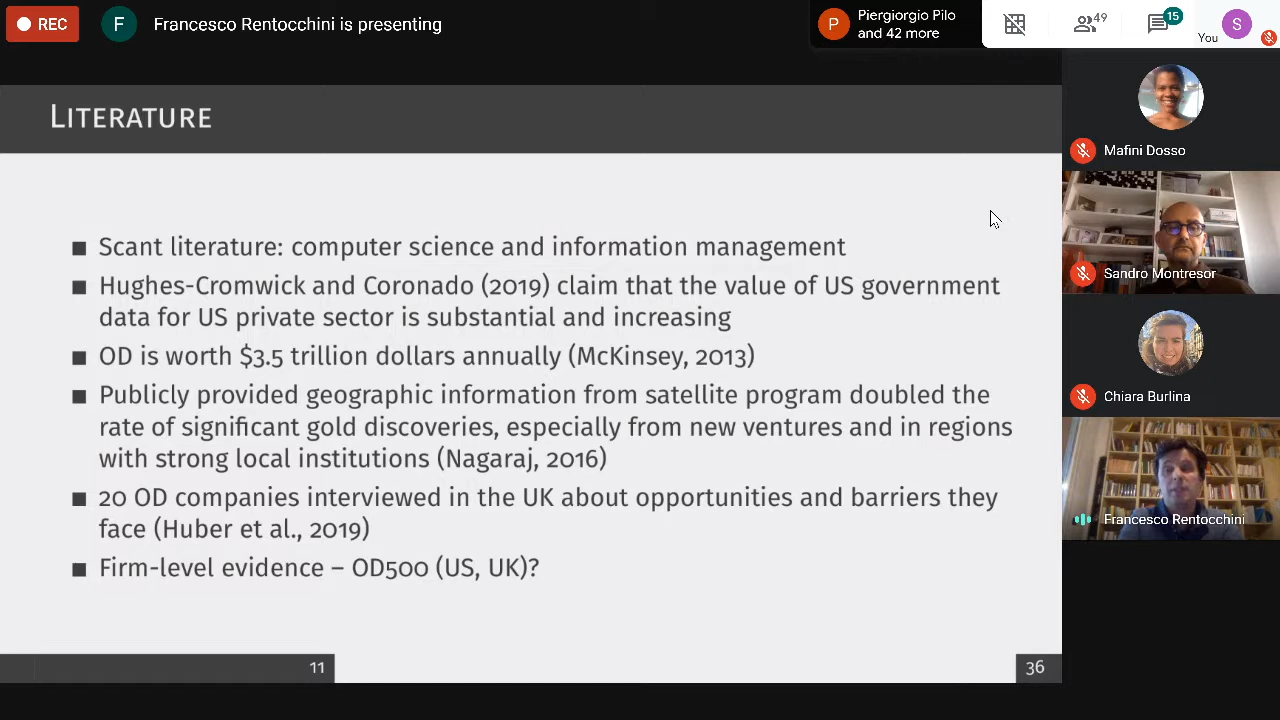 REC
F
Francesco Rentocchini is presenting
P
Piergiorgio Pilo
and 42 more
49
15
You
S
LITERATURE
Scant literature: computer science and information management
Hughes-Cromwick and Coronado (2019) claim that the value of US government
data for US private sector is substantial and increasing
OD is worth $3.5 trillion dollars annually (McKinsey, 2013)
Publicly provided geographic information from satellite program doubled the
rate of significant gold discoveries, especially from new ventures and in regions
with strong local institutions (Nagaraj, 2016)
20 OD companies interviewed in the UK about opportunities and barriers they
face (Huber et al., 2019)
Firm-level evidence – OD500 (US, UK)?
11
36
Mafini Dosso
Sandro Montresor
Chiara Burlina
Francesco Rentocchini